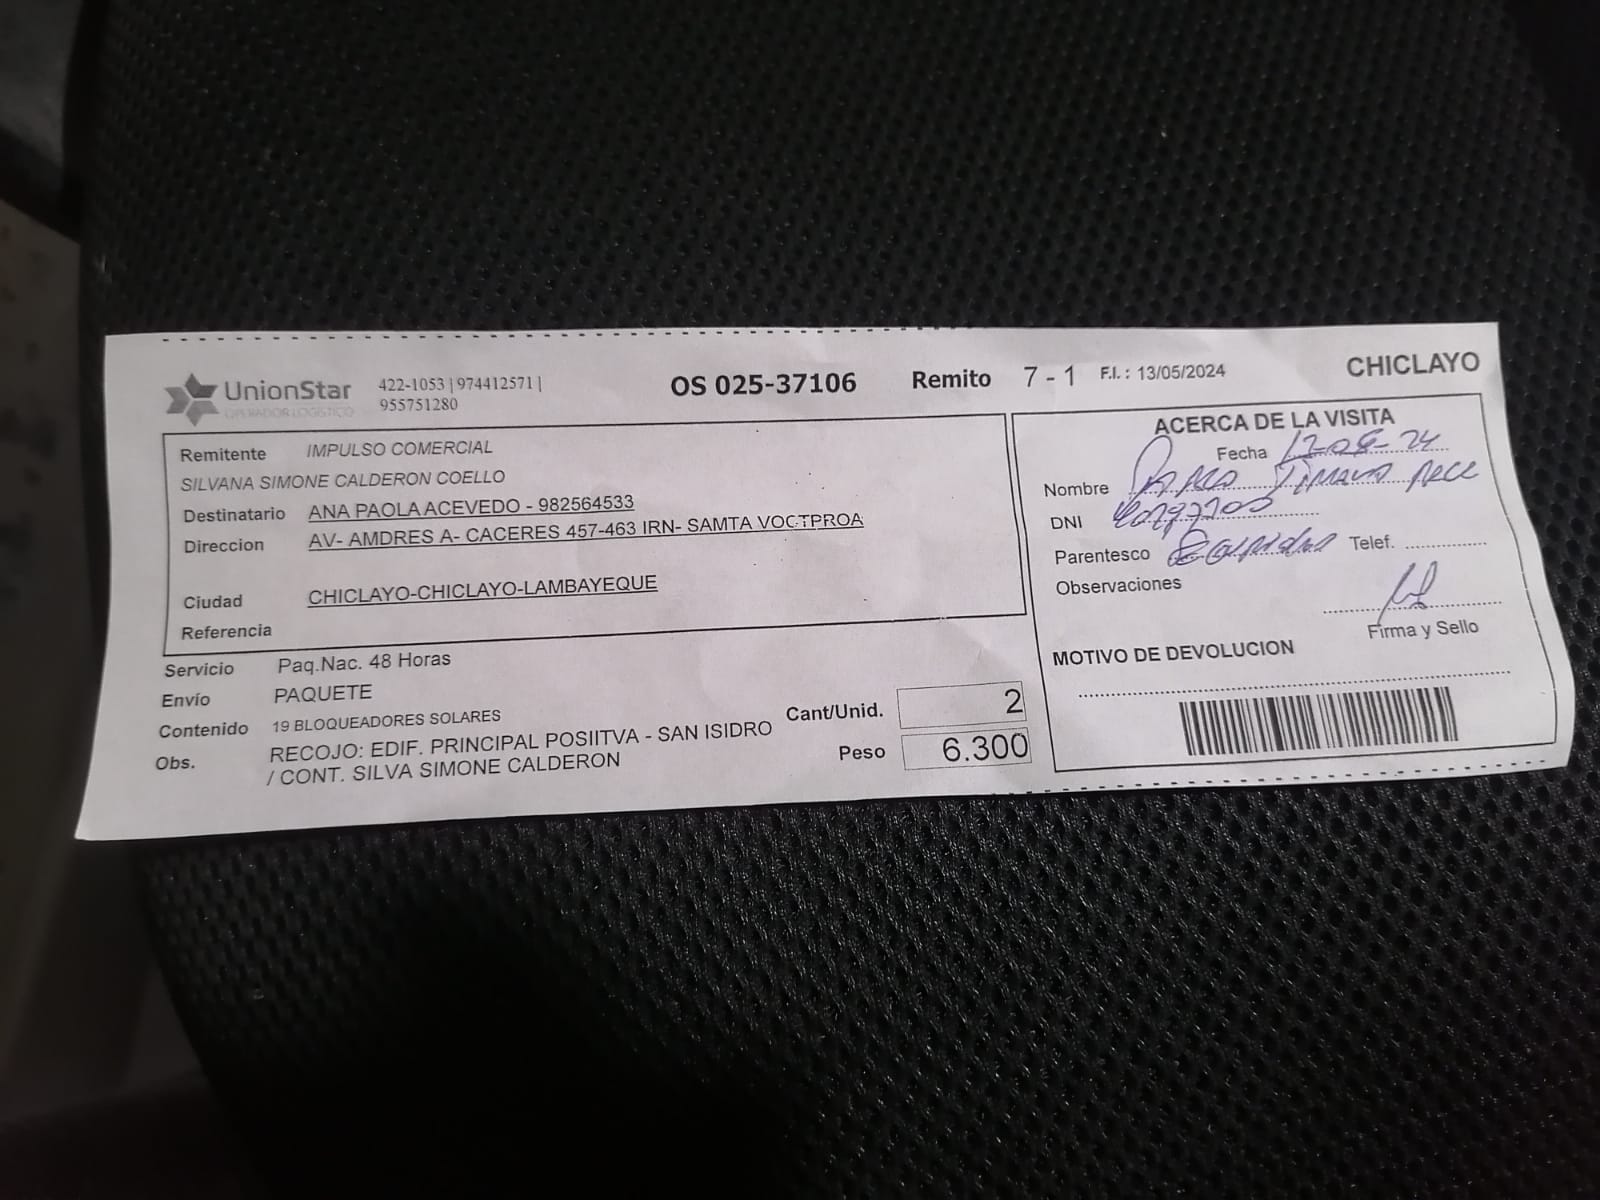 UnionStar
OPERADOR LOGISTICO
422-1053 | 974412571 |
955751280
OS 025-37106
Remito 7 - 1 F.I.: 13/05/2024
CHICLAYO
Remitente IMPULSO COMERCIAL
SILVANA SIMONE CALDERON COELLO
Destinatario ANA PAOLA ACEVEDO - 982564533
Direccion AV- AMDRES A- CACERES 457-463 IRN- SAMTA VOCTPROA
Ciudad CHICLAYO-CHICLAYO-LAMBAYEQUE
Referencia
Servicio Paq.Nac. 48 Horas
Envío PAQUETE
Contenido 19 BLOQUEADORES SOLARES
Obs. RECOJO: EDIF. PRINCIPAL POSIITVA - SAN ISIDRO
/ CONT. SILVA SIMONE CALDERON
Cant/Unid. 2
Peso 6.300
ACERCA DE LA VISITA
Fecha
Nombre
DNI
Parentesco
Telef.
Observaciones
Firma y Sello
MOTIVO DE DEVOLUCION